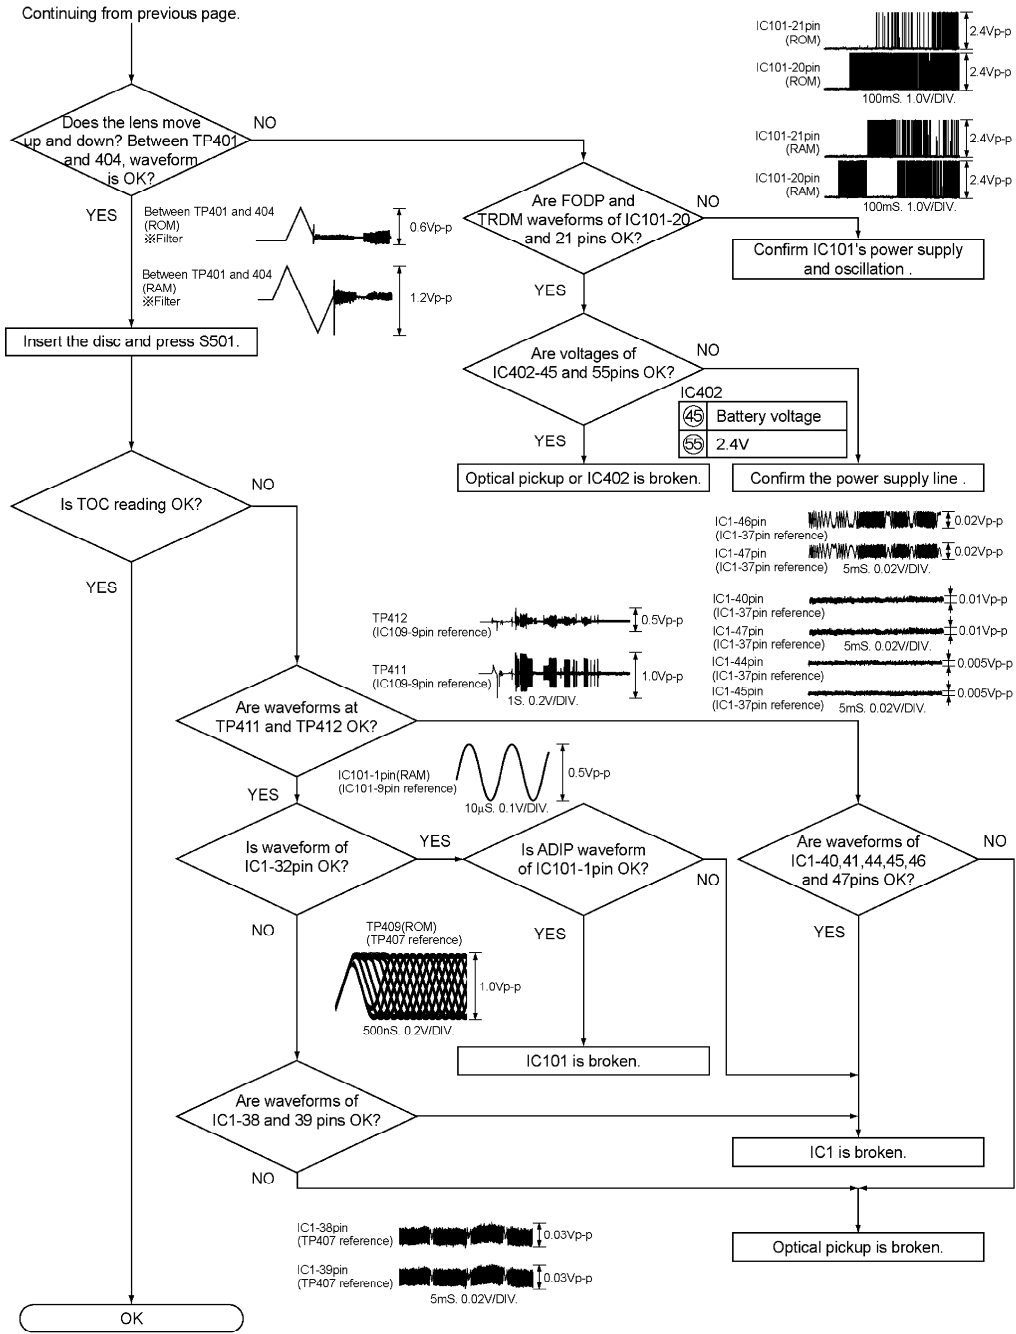 Continuing from previous page.
Does the lens move
up and down? Between TP401
and 404, waveform
is OK?
NO
YES
IC101-21pin
(ROM)
2.4Vp-p
IC101-20pin
(ROM)
2.4Vp-p
100mS. 1.0V/DIV.
IC101-21pin
(RAM)
2.4Vp-p
IC101-20pin
(RAM)
2.4Vp-p
100mS. 1.0V/DIV.
Between TP401 and 404
(ROM)
※Filter
0.6Vp-p
Between TP401 and 404
(RAM)
※Filter
1.2Vp-p
Are FODP and
TRDM waveforms of IC101-20
and 21 pins OK?
NO
YES
Confirm IC101's power supply
and oscillation .
Insert the disc and press S501.
Are voltages of
IC402-45 and 55pins OK?
NO
YES
IC402
45 Battery voltage
55 2.4V
Optical pickup or IC402 is broken.
Confirm the power supply line .
Is TOC reading OK?
NO
YES
IC1-46pin
(IC1-37pin reference)
0.02Vp-p
IC1-47pin
(IC1-37pin reference)
0.02Vp-p
5mS. 0.02V/DIV.
IC1-40pin
(IC1-37pin reference)
0.01Vp-p
IC1-47pin
(IC1-37pin reference)
0.01Vp-p
5mS. 0.02V/DIV.
IC1-44pin
(IC1-37pin reference)
0.005Vp-p
IC1-45pin
(IC1-37pin reference)
0.005Vp-p
5mS. 0.02V/DIV.
TP412
(IC109-9pin reference)
0.5Vp-p
TP411
(IC109-9pin reference)
1.0Vp-p
1S. 0.2V/DIV.
Are waveforms at
TP411 and TP412 OK?
YES
IC101-1pin(RAM)
(IC101-9pin reference)
0.5Vp-p
10μS. 0.1V/DIV.
Is waveform of
IC1-32pin OK?
YES
NO
Is ADIP waveform
of IC101-1pin OK?
NO
YES
Are waveforms of
IC1-40,41,44,45,46
and 47pins OK?
NO
YES
TP409(ROM)
(TP407 reference)
1.0Vp-p
500nS. 0.2V/DIV.
IC101 is broken.
Are waveforms of
IC1-38 and 39 pins OK?
NO
IC1 is broken.
IC1-38pin
(TP407 reference)
0.03Vp-p
IC1-39pin
(TP407 reference)
0.03Vp-p
5mS. 0.02V/DIV.
Optical pickup is broken.
OK